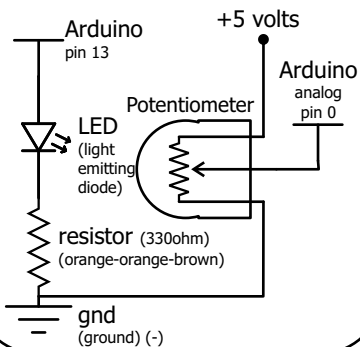 Arduino
pin 13
+5 volts
Arduino
analog
pin 0
Potentiometer
LED
(light
emitting
diode)
resistor (330ohm)
(orange-orange-brown)
gnd
(ground) (-)